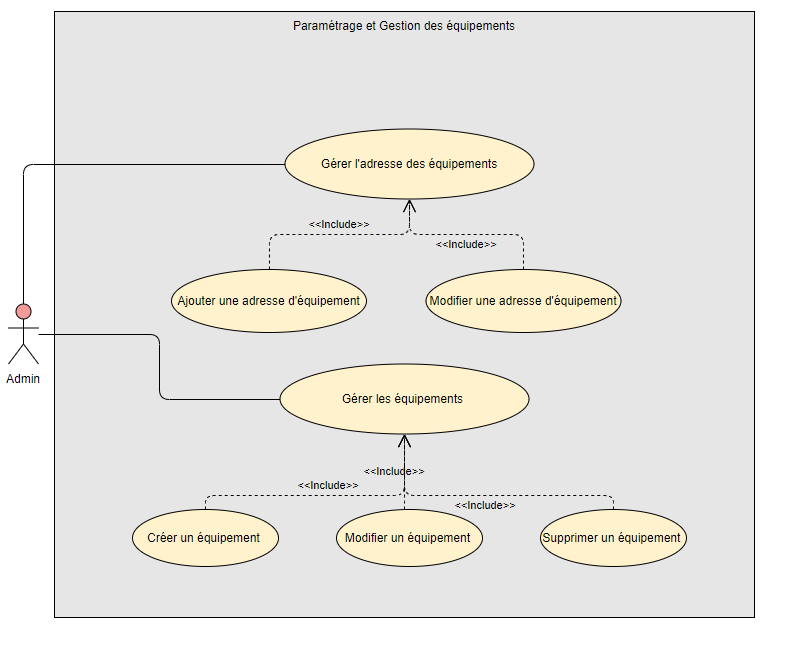 Paramétrage et Gestion des équipements
Gérer l'adresse des équipements
<<Include>>
<<Include>>
Ajouter une adresse d'équipement
Modifier une adresse d'équipement
Admin
Gérer les équipements
<<Include>>
<<Include>>
<<Include>>
Créer un équipement
Modifier un équipement
Supprimer un équipement